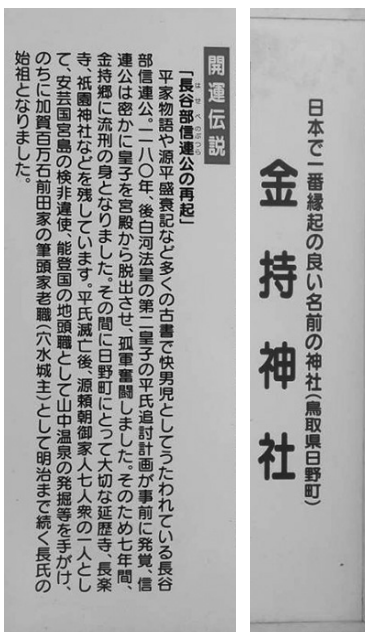 日本で一番縁起の良い名前の神社(鳥取県日野町)
金持神社
開運伝説
「長谷部信連公の再起」
平家物語や源平盛衰記など多くの古書で快男児としてうたわれている長谷
部信連公。一一八〇年、後白河法皇の第二皇子の平氏追討計画が事前に発覚、信
連公は密かに皇子を宮殿から脱出させ、孤軍奮闘しました。そのため七年間、
金持郷に流刑の身となりました。その間に日野町にとって大切な延暦寺、長楽
寺、祇園神社などを残しています。平氏滅亡後、源頼朝御家人七人衆の一人とし
て、安芸国宮島の検非違使、能登国の地頭職として山中温泉の発掘等を手がけ、
のちに加賀百万石前田家の筆頭家老職(穴水城主)として明治まで続く長氏の
始祖となりました。